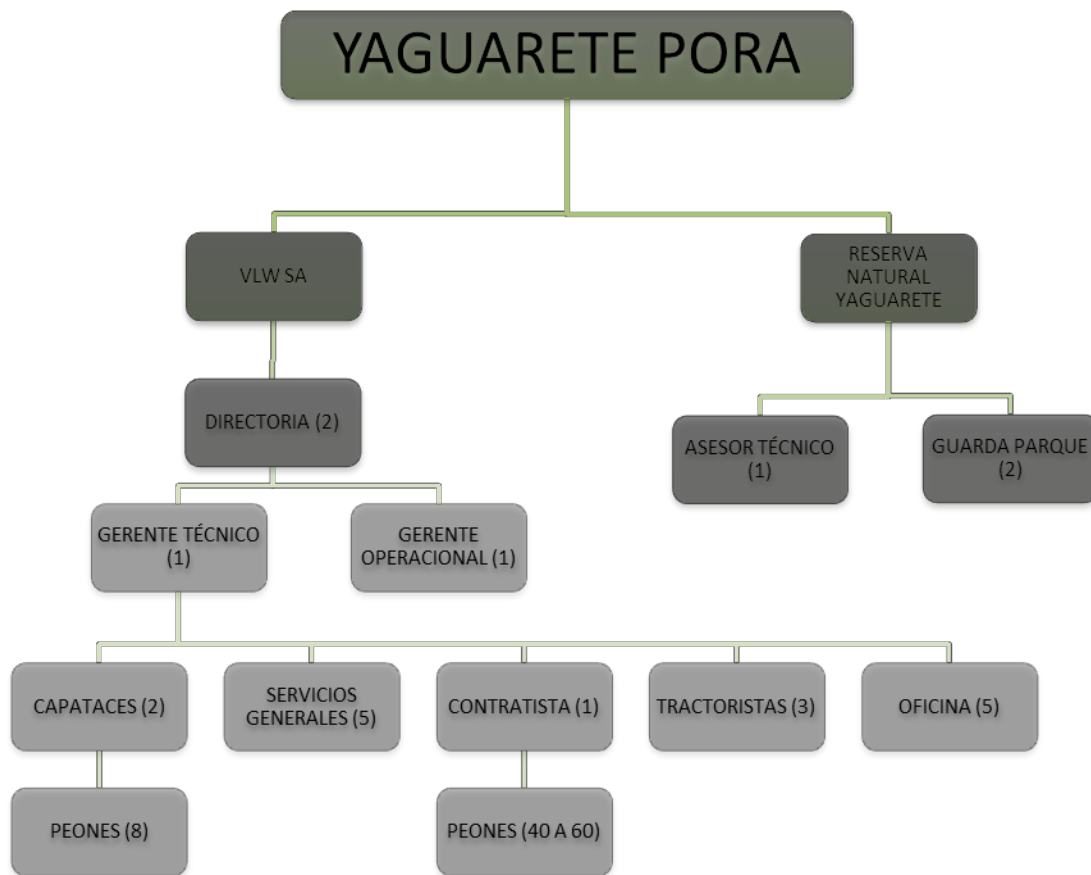 YAGUARETE PORA
VLW SA
RESERVA
NATURAL
YAGUARETE
DIRECTORIA (2)
ASESOR TÉCNICO
(1)
GUARDA PARQUE
(2)
GERENTE TÉCNICO
(1)
GERENTE
OPERACIONAL (1)
CAPATACES (2)
SERVICIOS
GENERALES (5)
CONTRATISTA (1)
TRACTORISTAS (3)
OFICINA (5)
PEONES (8)
PEONES (40 A 60)